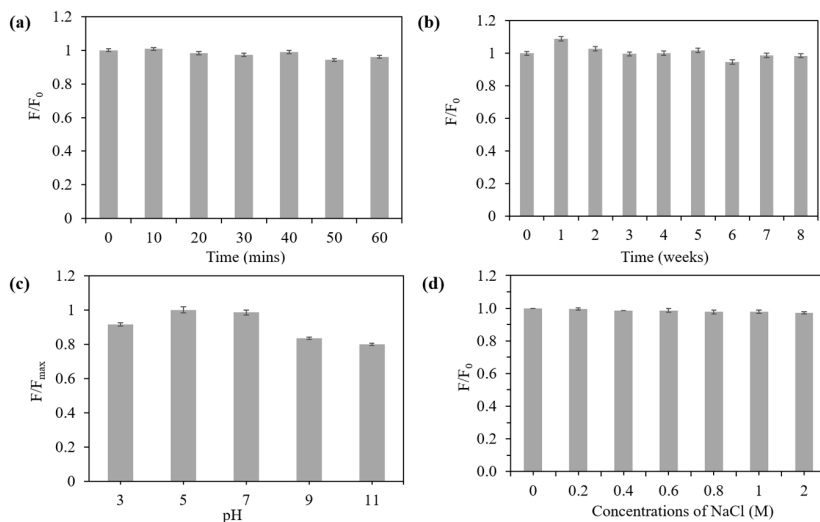 (a)
1.2
1
0.8
0.6
0.4
0.2
0
F/F0
0 10 20 30 40 50 60
Time (mins)
(b)
1.2
1
0.8
0.6
0.4
0.2
0
F/F0
0 1 2 3 4 5 6 7 8
Time (weeks)
(c)
1.2
1
0.8
0.6
0.4
0.2
0
F/Fmax
3 5 7 9 11
pH
(d)
1.2
1.0
0.8
0.6
0.4
0.2
0.0
F/F0
0 0.2 0.4 0.6 0.8 1 2
Concentrations of NaCl (M)